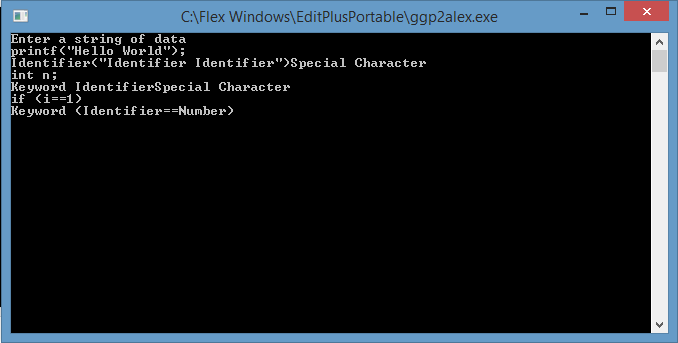 C:\Flex Windows\EditPlusPortable\ggp2alex.exe
Enter a string of data
printf("Hello World");
Identifier("Identifier Identifier")Special Character
int n;
Keyword IdentifierSpecial Character
if (i==1)
Keyword (Identifier==Number)